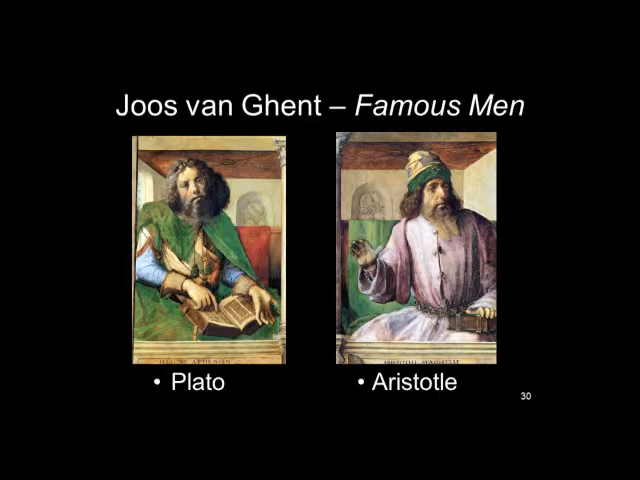 Joos van Ghent – Famous Men
• Plato
• Aristotle
30